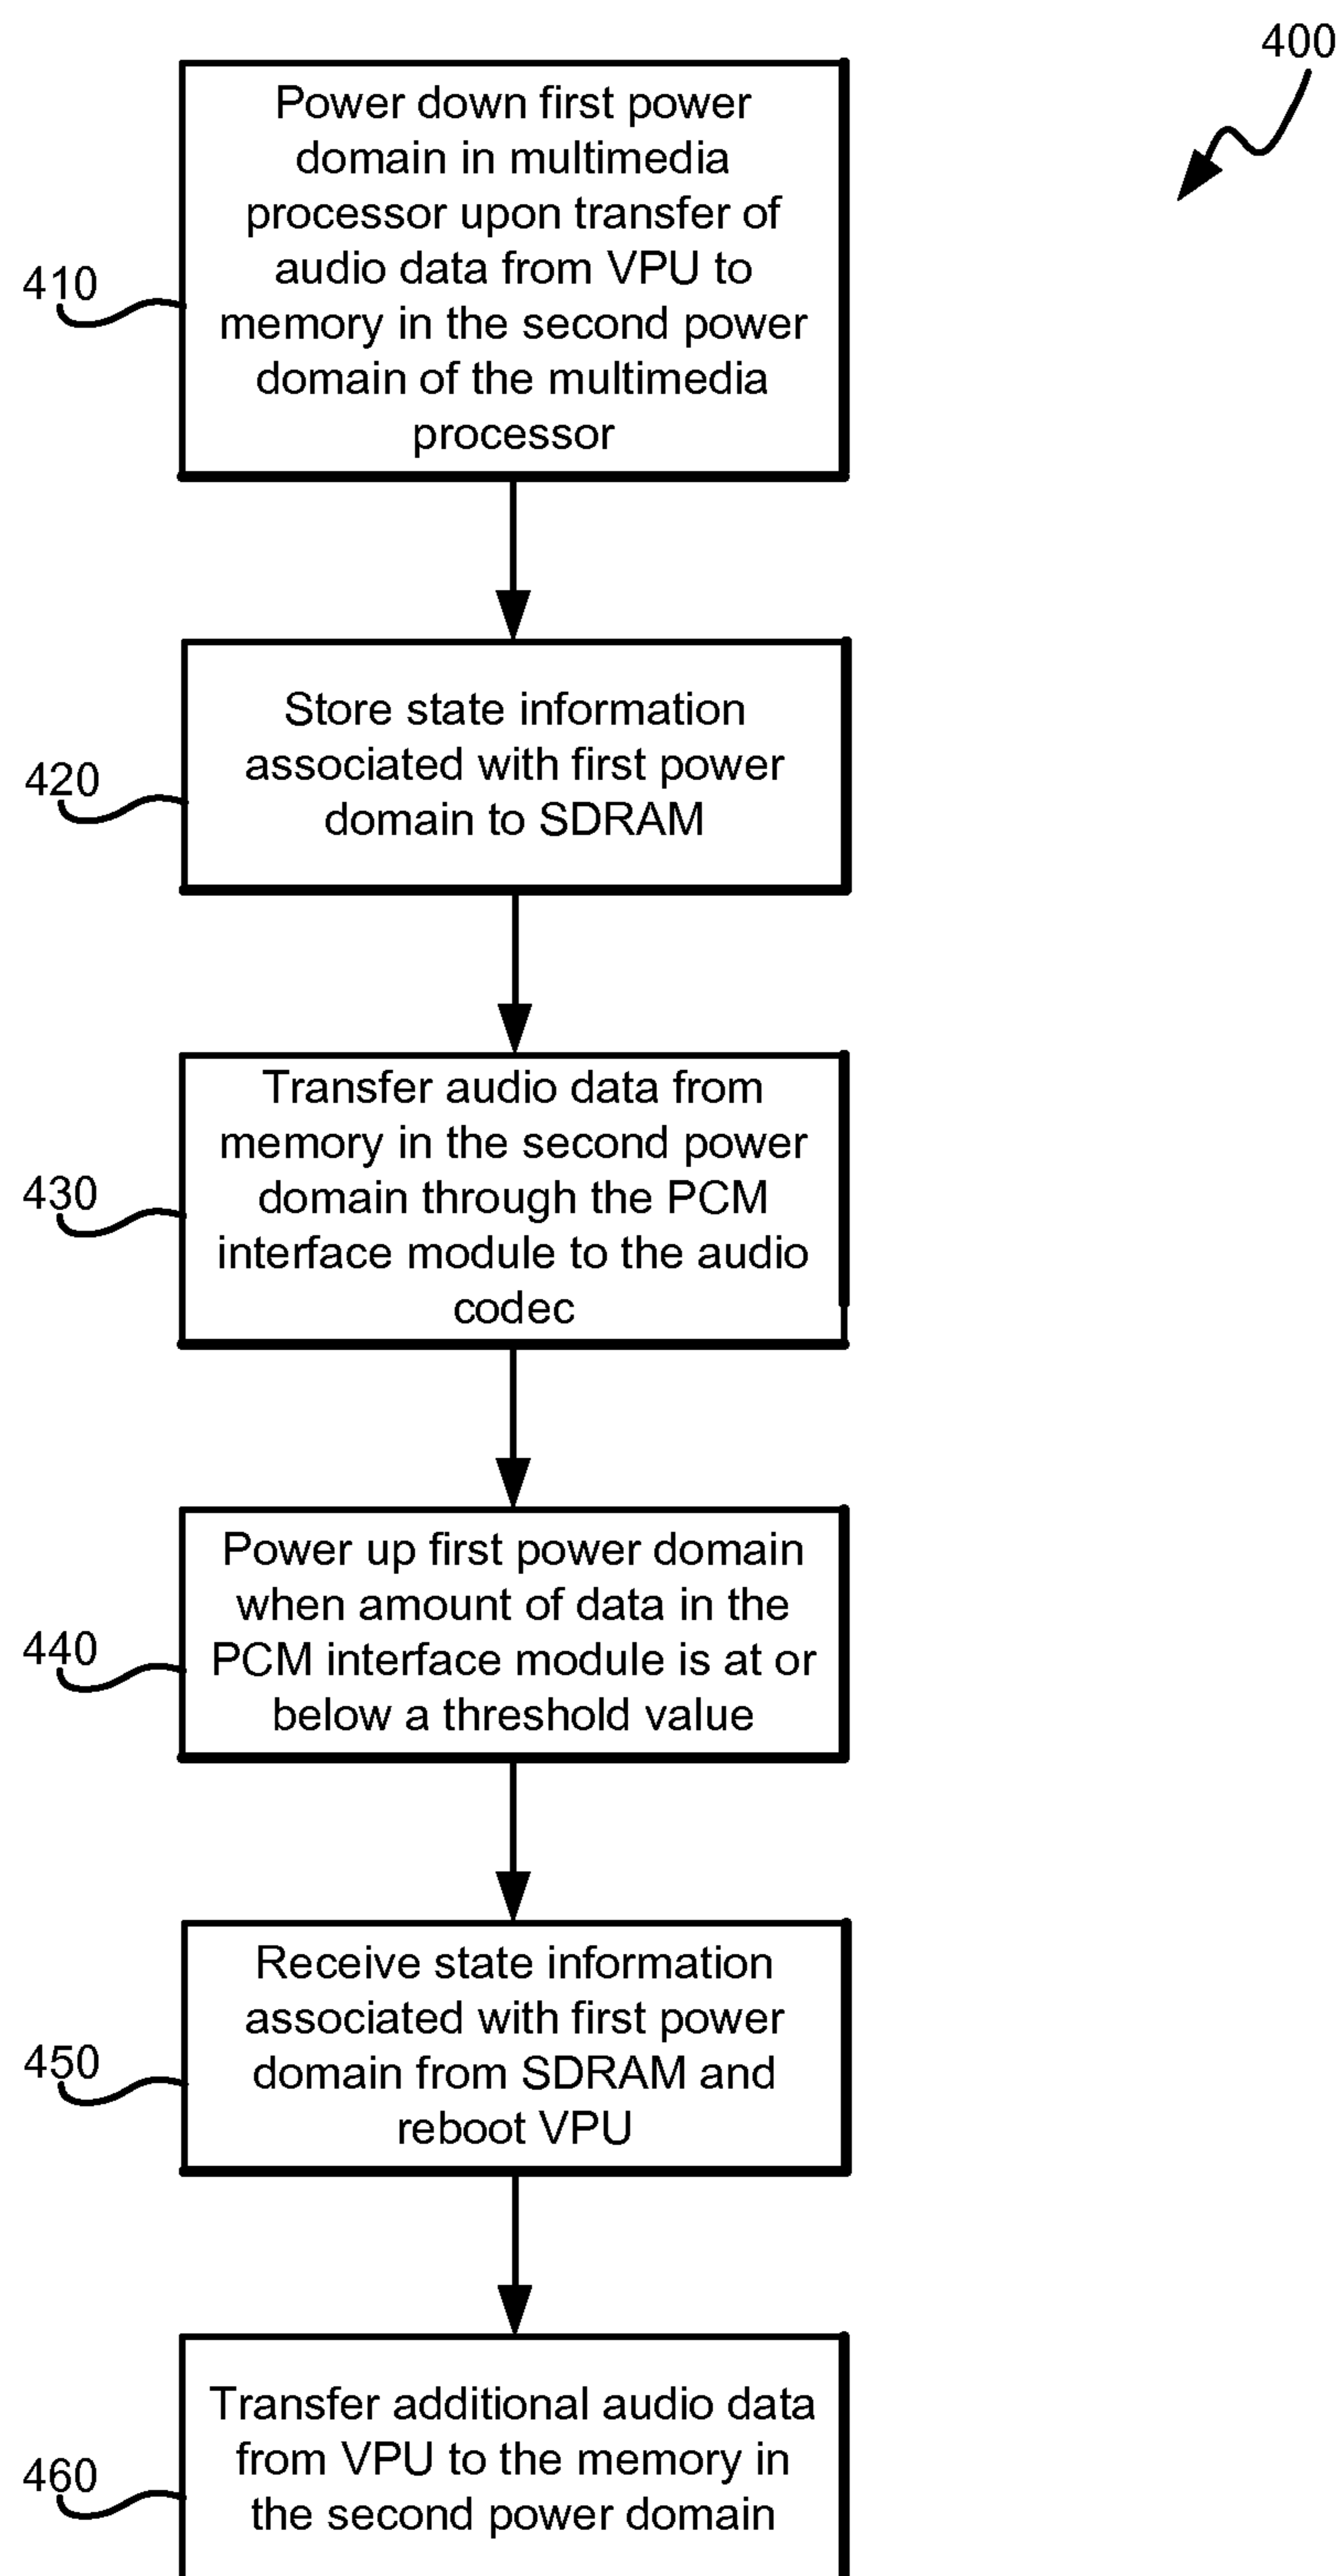 400
Power down first power
domain in multimedia
processor upon transfer of
audio data from VPU to
memory in the second power
domain of the multimedia
processor
410
Store state information
associated with first power
domain to SDRAM
420
Transfer audio data from
memory in the second power
domain through the PCM
interface module to the audio
codec
430
Power up first power domain
when amount of data in the
PCM interface module is at or
below a threshold value
440
Receive state information
associated with first power
domain from SDRAM and
reboot VPU
450
Transfer additional audio data
from VPU to the memory in
the second power domain
460